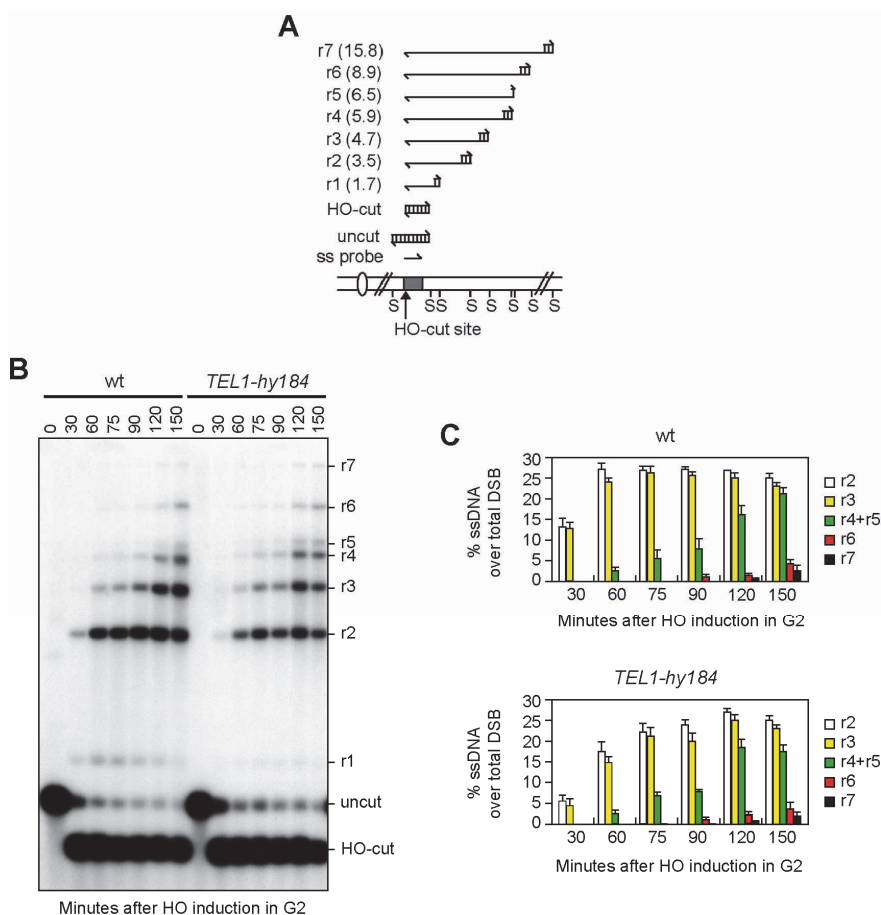 A
r7 (15.8)
r6 (8.9)
r5 (6.5)
r4 (5.9)
r3 (4.7)
r2 (3.5)
r1 (1.7)
HO-cut
uncut
ss probe
S S S S S S S S
HO-cut site
B
wt TEL1-hy184
0 30 60 75 90 120 150 0 30 60 75 90 120 150
r7
r6
r5
r4
r3
r2
r1
uncut
HO-cut
Minutes after HO induction in G2
C
wt
% ssDNA over total DSB
30
25
20
15
10
5
0
30 60 75 90 120 150
Minutes after HO induction in G2
r2
r3
r4+r5
r6
r7
TEL1-hy184
% ssDNA over total DSB
30
25
20
15
10
5
0
30 60 75 90 120 150
Minutes after HO induction in G2
r2
r3
r4+r5
r6
r7